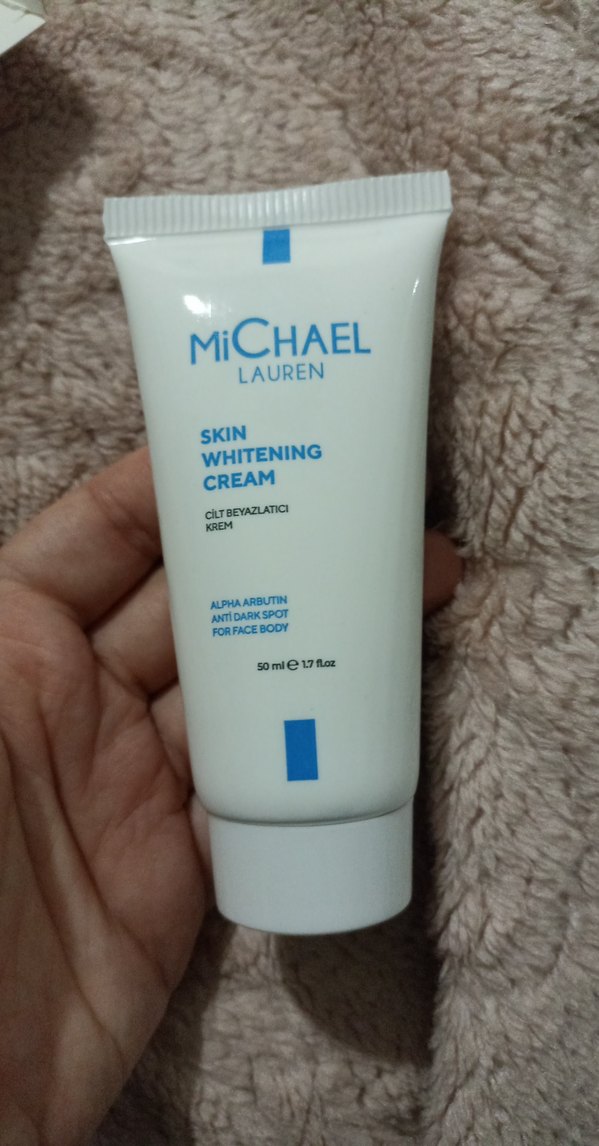 MiCHAEL
LAUREN
SKIN
WHITENING
CREAM
CİLT BEYAZLATICI
KREM
ALPHA ARBUTIN
ANTİ DARK SPOT
FOR FACE BODY
50 ml ℮ 1.7 fl.oz